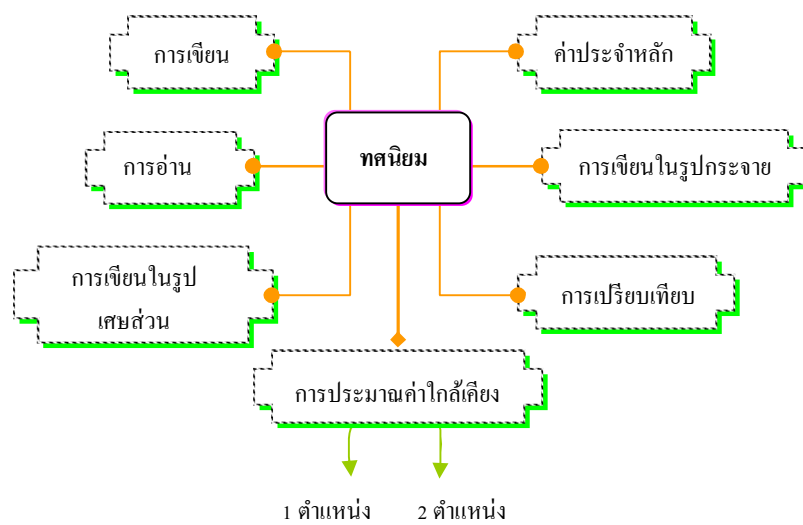 การเขียน
ค่าประจำหลัก
ทศนิยม
การอ่าน
การเขียนในรูปกระจาย
การเขียนในรูป
เศษส่วน
การเปรียบเทียบ
การประมาณค่าใกล้เคียง
1 ตำแหน่ง
2 ตำแหน่ง